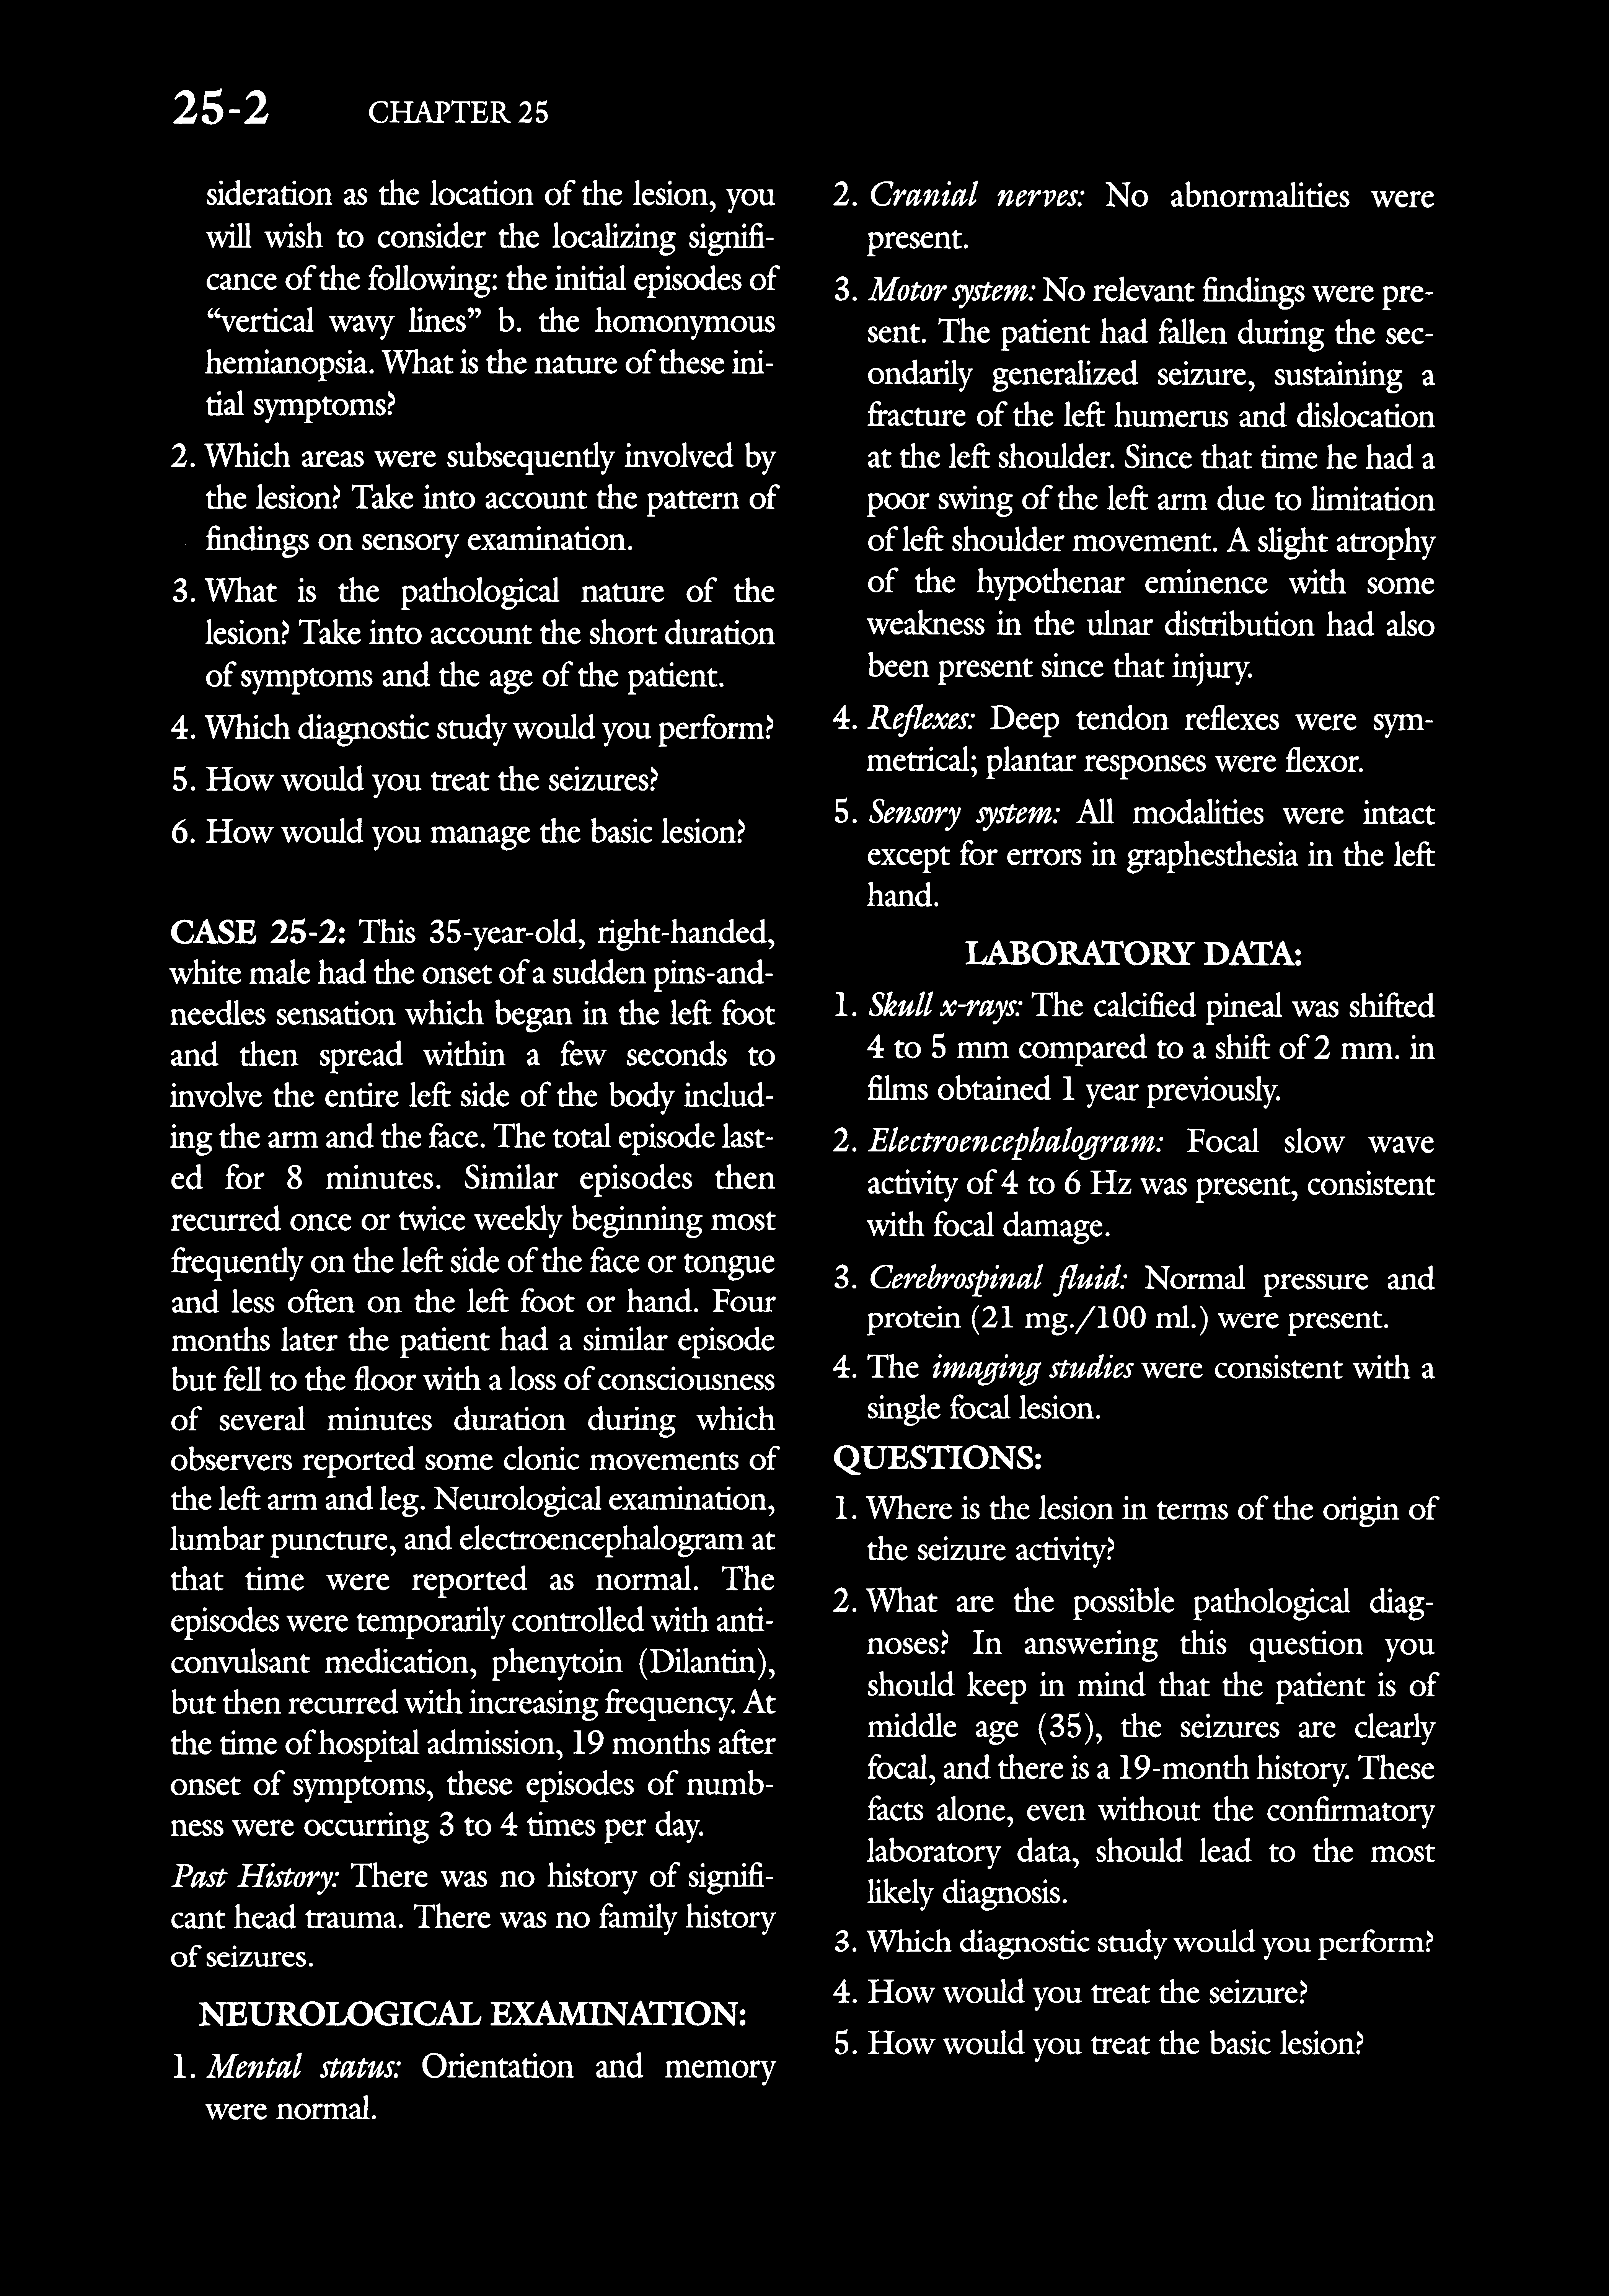 25-2 CHAPTER 25
sideration as the location of the lesion, you
will wish to consider the localizing signifi-
cance of the following: the initial episodes of
“vertical wavy lines” b. the homonymous
hemianopsia. What is the nature of these ini-
tial symptoms?
2. Which areas were subsequently involved by
the lesion? Take into account the pattern of
findings on sensory examination.
3. What is the pathological nature of the
lesion? Take into account the short duration
of symptoms and the age of the patient.
4. Which diagnostic study would you perform?
5. How would you treat the seizures?
6. How would you manage the basic lesion?
CASE 25-2: This 35-year-old, right-handed,
white male had the onset of a sudden pins-and-
needles sensation which began in the left foot
and then spread within a few seconds to
involve the entire left side of the body includ-
ing the arm and the face. The total episode last-
ed for 8 minutes. Similar episodes then
recurred once or twice weekly beginning most
frequently on the left side of the face or tongue
and less often on the left foot or hand. Four
months later the patient had a similar episode
but fell to the floor with a loss of consciousness
of several minutes duration during which
observers reported some clonic movements of
the left arm and leg. Neurological examination,
lumbar puncture, and electroencephalogram at
that time were reported as normal. The
episodes were temporarily controlled with anti-
convulsant medication, phenytoin (Dilantin),
but then recurred with increasing frequency. At
the time of hospital admission, 19 months after
onset of symptoms, these episodes of numb-
ness were occurring 3 to 4 times per day.
Past History: There was no history of signifi-
cant head trauma. There was no family history
of seizures.
NEUROLOGICAL EXAMINATION:
1. Mental status: Orientation and memory
were normal.
2. Cranial nerves: No abnormalities were
present.
3. Motor system: No relevant findings were pre-
sent. The patient had fallen during the sec-
ondarily generalized seizure, sustaining a
fracture of the left humerus and dislocation
at the left shoulder. Since that time he had a
poor swing of the left arm due to limitation
of left shoulder movement. A slight atrophy
of the hypothenar eminence with some
weakness in the ulnar distribution had also
been present since that injury.
4. Reflexes: Deep tendon reflexes were sym-
metrical; plantar responses were flexor.
5. Sensory system: All modalities were intact
except for errors in graphesthesia in the left
hand.
LABORATORY DATA:
1. Skull x-rays: The calcified pineal was shifted
4 to 5 mm compared to a shift of 2 mm. in
films obtained 1 year previously.
2. Electroencephalogram: Focal slow wave
activity of 4 to 6 Hz was present, consistent
with focal damage.
3. Cerebrospinal fluid: Normal pressure and
protein (21 mg./100 ml.) were present.
4. The imaging studies were consistent with a
single focal lesion.
QUESTIONS:
1. Where is the lesion in terms of the origin of
the seizure activity?
2. What are the possible pathological diag-
noses? In answering this question you
should keep in mind that the patient is of
middle age (35), the seizures are clearly
focal, and there is a 19-month history. These
facts alone, even without the confirmatory
laboratory data, should lead to the most
likely diagnosis.
3. Which diagnostic study would you perform?
4. How would you treat the seizure?
5. How would you treat the basic lesion?